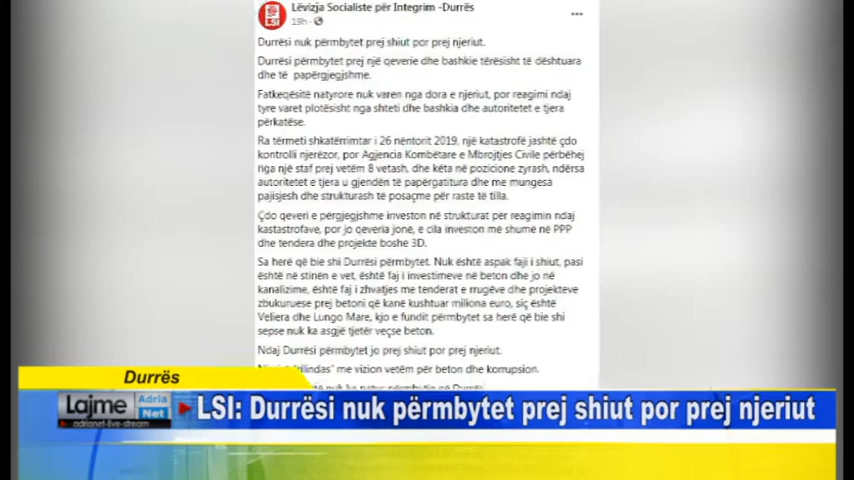 Lëvizja Socialiste për Integrim -Durrës
19h
Durrësi nuk përmbytet prej shiut por prej njeriut.
Durrësi përmbytet prej një qeverie dhe bashkie tërësisht të dështuara
dhe të papërgjegjshme.
Fatkeqësitë natyrore nuk varen nga dora e njeriut, por reagimi ndaj
tyre varet plotësisht nga shteti dhe bashkia dhe autoritetet e tjera
përkatëse.
Ra tërmeti shkatërrimtar i 26 nëntorit 2019, një katastrofë jashtë çdo
kontrolli njerëzor, por Agjencia Kombëtare e Mbrojtjes Civile përbëhej
nga një staf prej vetëm 8 vetash, dhe këta në pozicione zyrash, ndërsa
autoritetet e tjera u gjendën të papërgatitura dhe me mungesa
pajisjesh dhe strukturash të posaçme për raste të tilla.
Çdo qeveri e përgjegjshme investon në strukturat për reagimin ndaj
kastastrofave, por jo qeveria jonë, e cila investon më shumë në PPP
dhe tendera dhe projekte boshe 3D.
Sa herë që bie shi Durrësi përmbytet. Nuk është aspak faji i shiut, pasi
është në stinën e vet, është faj i investimeve në beton dhe jo në
kanalizime, është faj i zhvatjes me tenderat e rrugëve dhe projekteve
zbukuruese prej betoni që kanë kushtuar miliona euro, siç është
Veliera dhe Lungo Mare, kjo e fundit përmbytet sa herë që bie shi
sepse nuk ka asgjë tjetër veçse beton.
Ndaj Durrësi përmbytet jo prej shiut por prej njeriut.
me vizion vetëm për beton dhe korrupsion.
nuk ka
Durrës
Lajme Adria Net
adrianet-live-stream
LSI: Durrësi nuk përmbytet prej shiut por prej njeriut